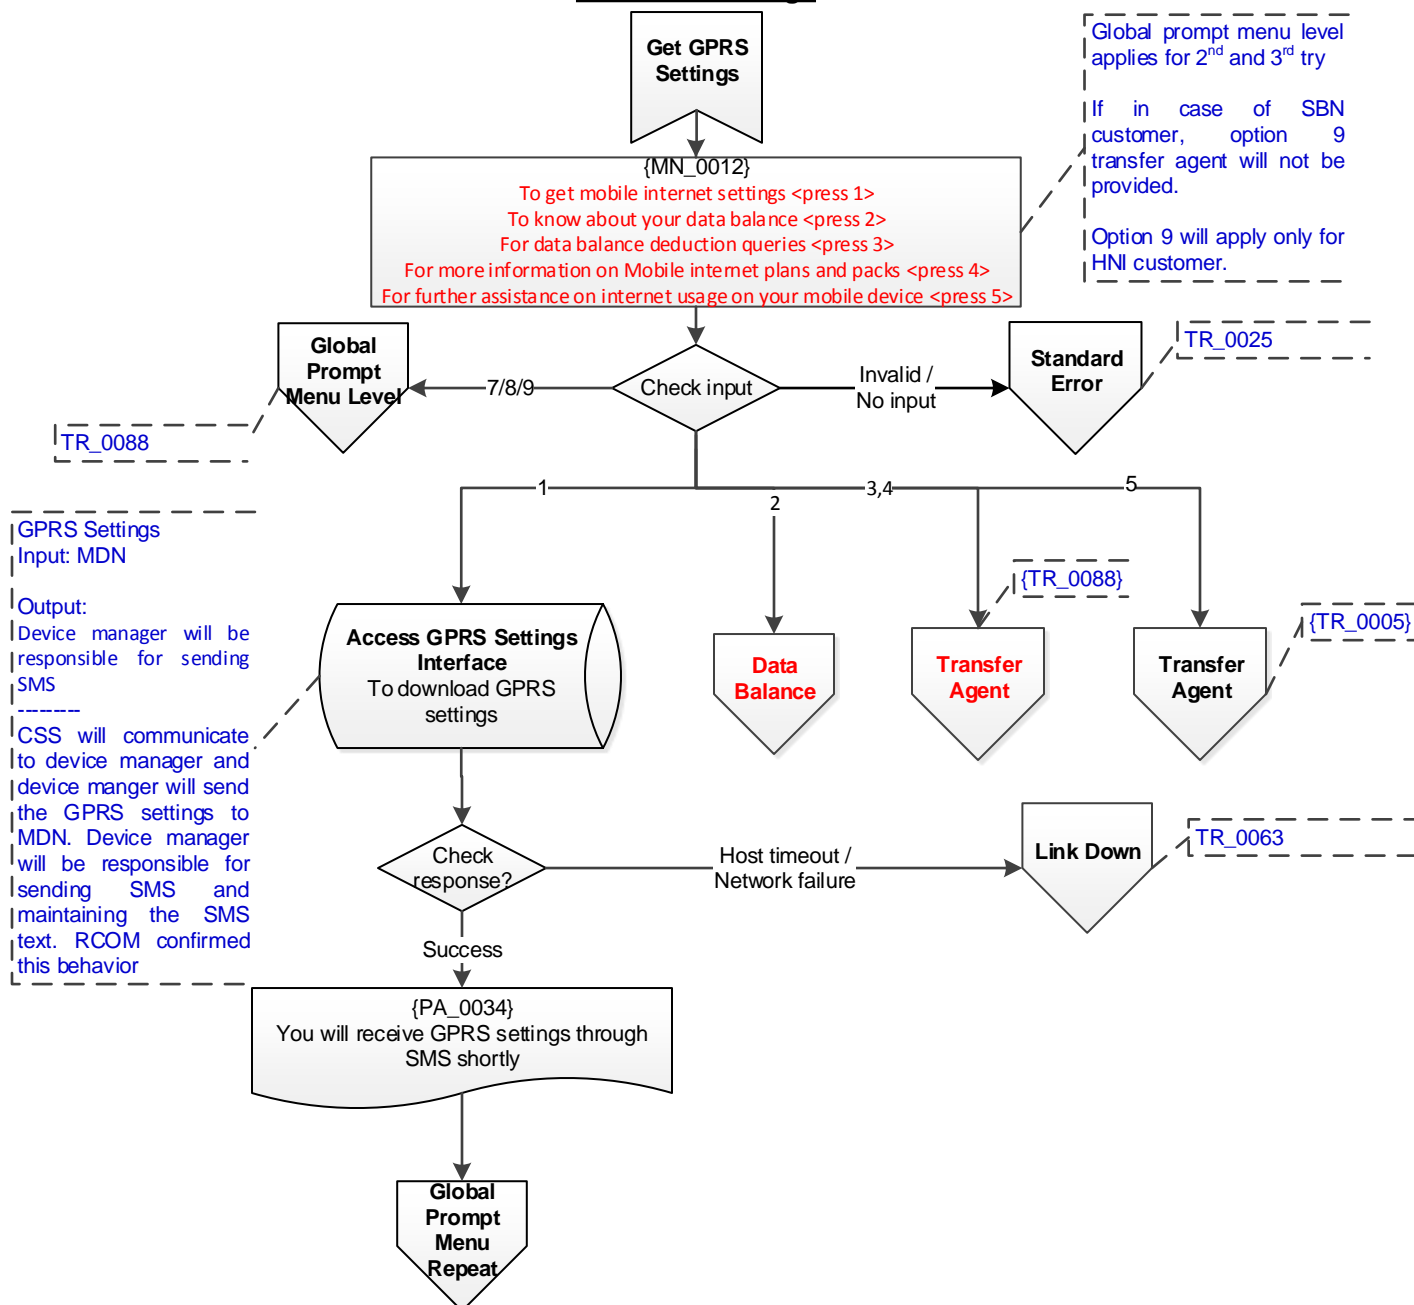 Get GPRS
Settings
Global prompt menu level
applies for 2nd and 3rd try
If in case of SBN
customer, option 9
transfer agent will not be
provided.
Option 9 will apply only for
HNI customer.
{MN_0012}
To get mobile internet settings <press 1>
To know about your data balance <press 2>
For data balance deduction queries <press 3>
For more information on Mobile internet plans and packs <press 4>
For further assistance on internet usage on your mobile device <press 5>
Global
Prompt
Menu Level
7/8/9
Check input
Invalid /
No input
Standard
Error
TR_0025
TR_0088
1
2
3,4
5
GPRS Settings
Input: MDN
Output:
Device manager will be
responsible for sending
SMS
---------
CSS will communicate
to device manager and
device manger will send
the GPRS settings to
MDN. Device manager
will be responsible for
sending SMS and
maintaining the SMS
text. RCOM confirmed
this behavior
Access GPRS Settings
Interface
To download GPRS
settings
Data
Balance
{TR_0088}
Transfer
Agent
{TR_0005}
Transfer
Agent
Check
response?
Host timeout /
Network failure
Link Down
TR_0063
Success
{PA_0034}
You will receive GPRS settings through
SMS shortly
Global
Prompt
Menu
Repeat